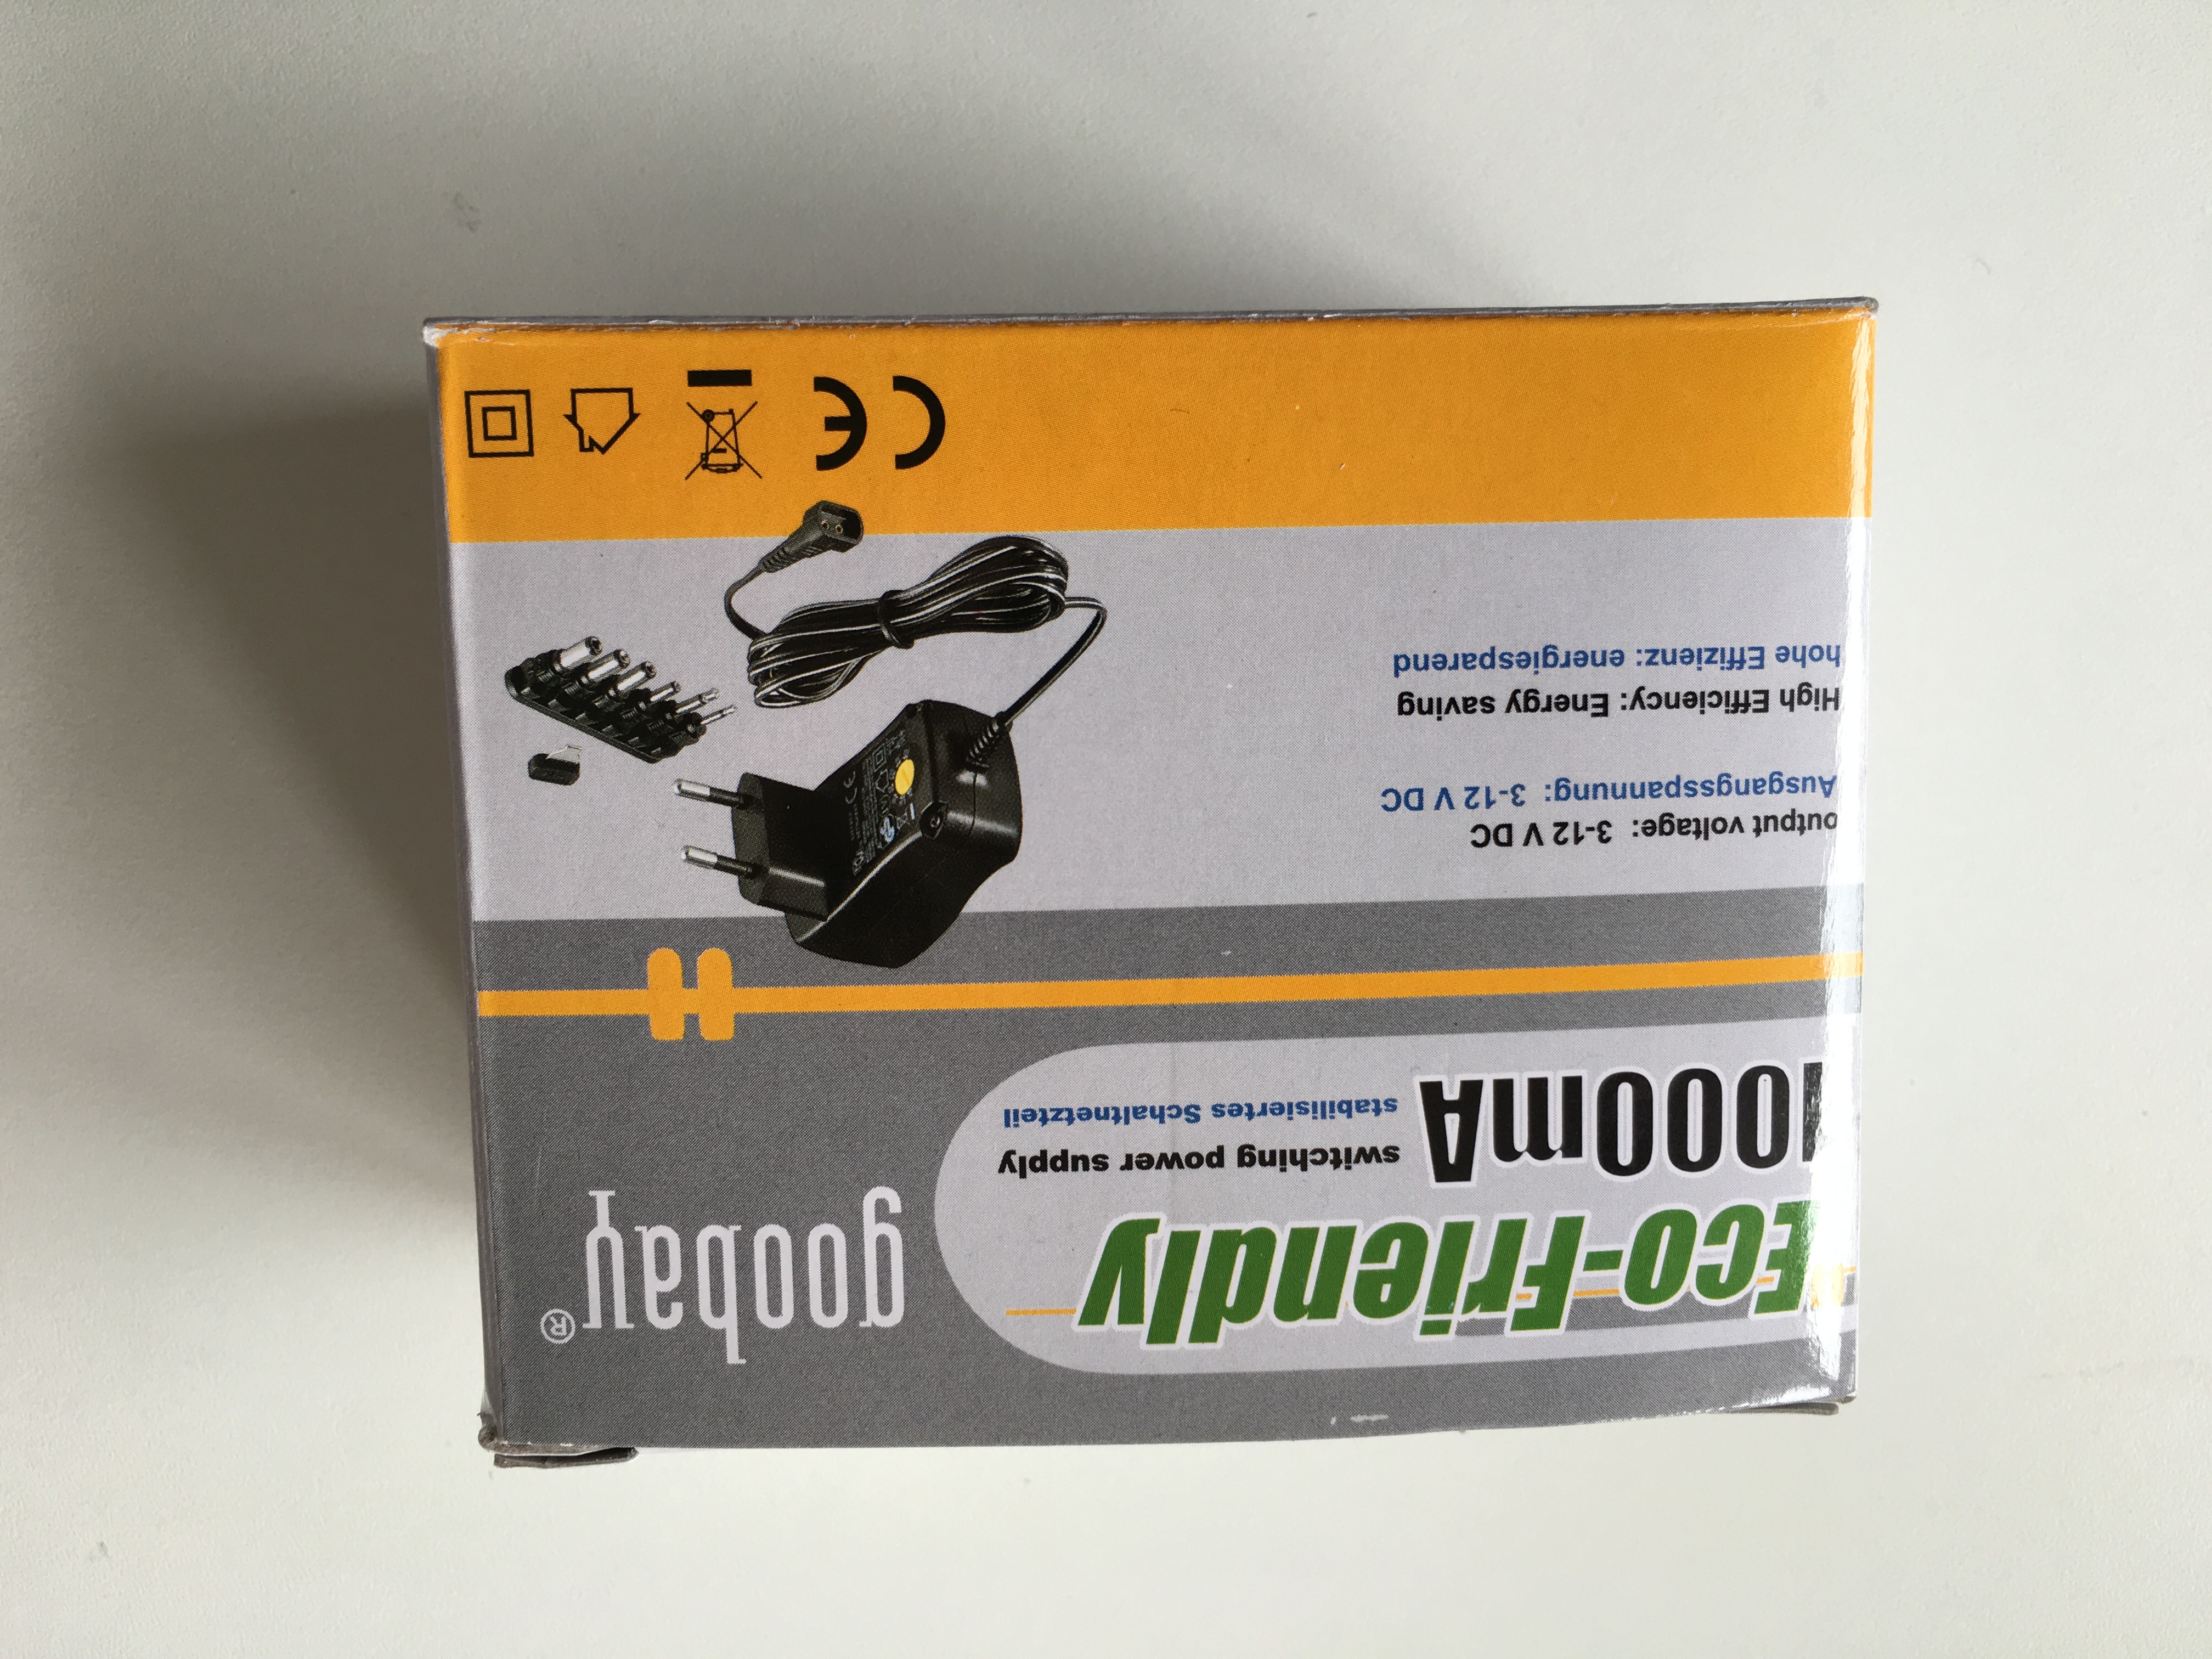 Eco-Friendly
goobay®
1000mA
switching power supply
stabilisiertes Schaltnetzteil
output voltage: 3-12 V DC
Ausgangsspannung: 3-12 V DC
High Efficiency: Energy saving
hohe Effizienz: energiesparend
CE